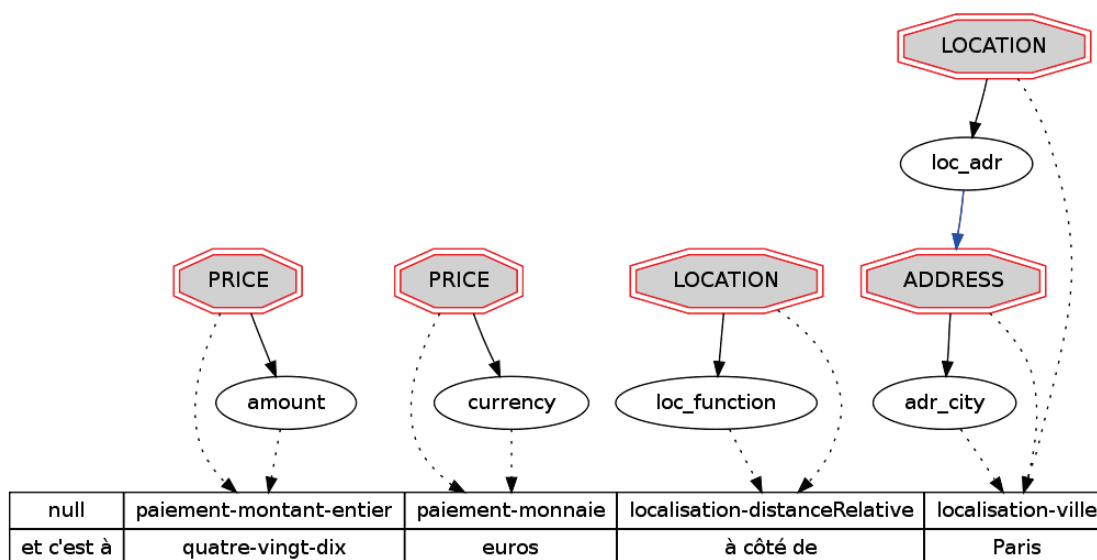 LOCATION
loc_adr
PRICE PRICE LOCATION ADDRESS
amount currency loc_function adr_city
null paiement-montant-entier paiement-monnaie localisation-distanceRelative localisation-ville
et c'est à quatre-vingt-dix euros à côté de Paris